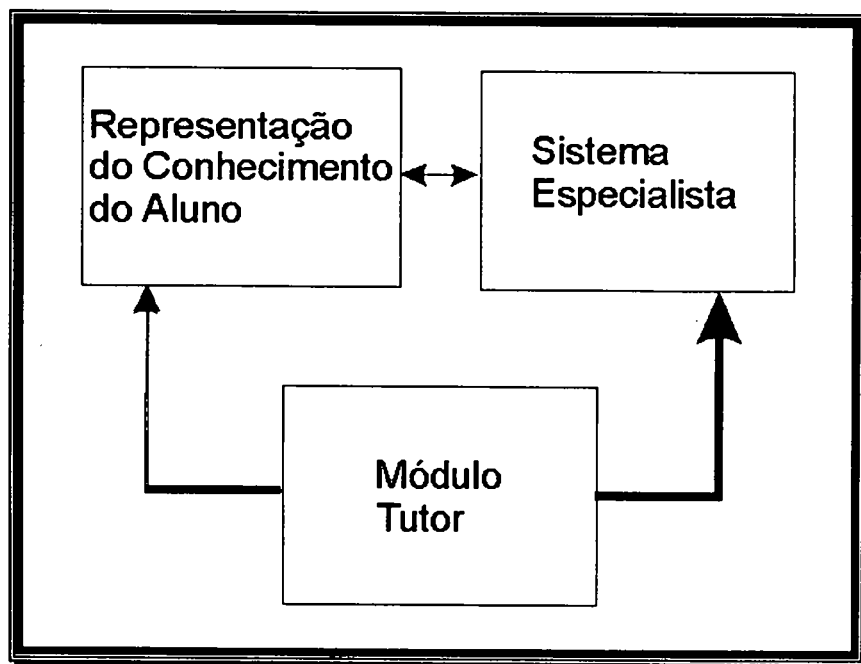 Representação
do Conhecimento
do Aluno
Sistema
Especialista
Módulo
Tutor